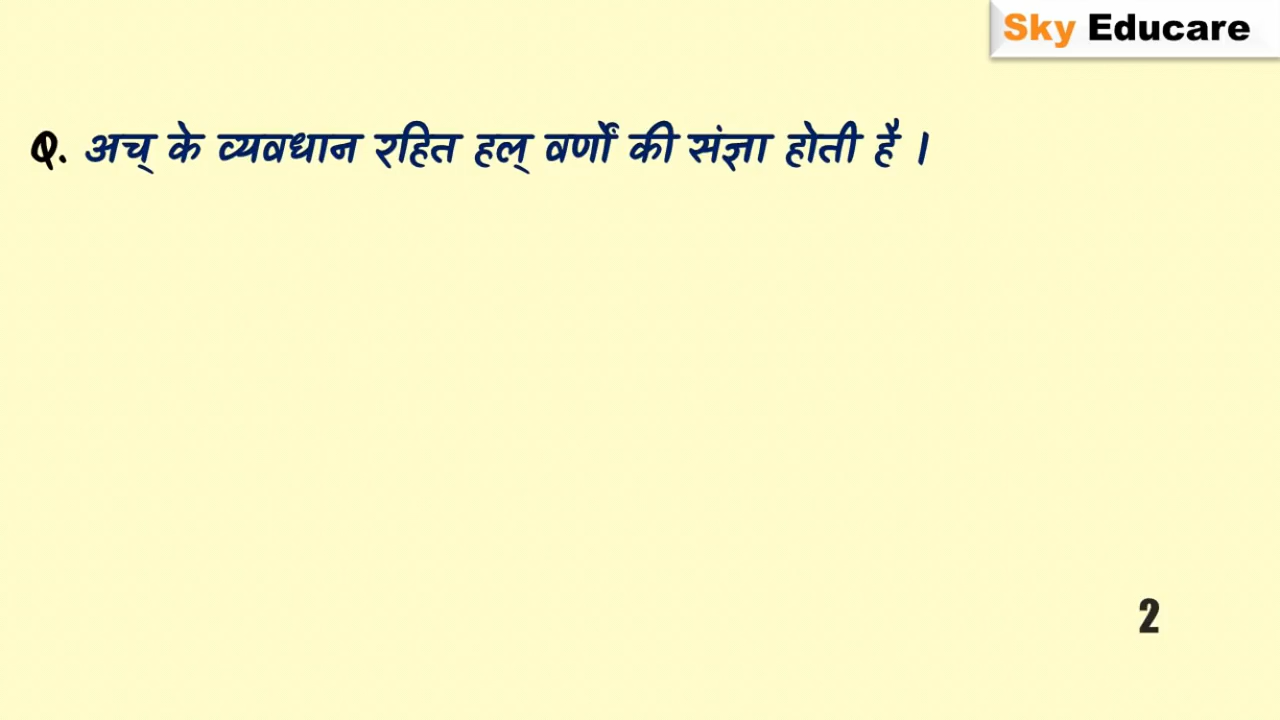 Sky Educare
Q. अच् के व्यवधान रहित हल् वर्णों की संज्ञा होती है ।
2